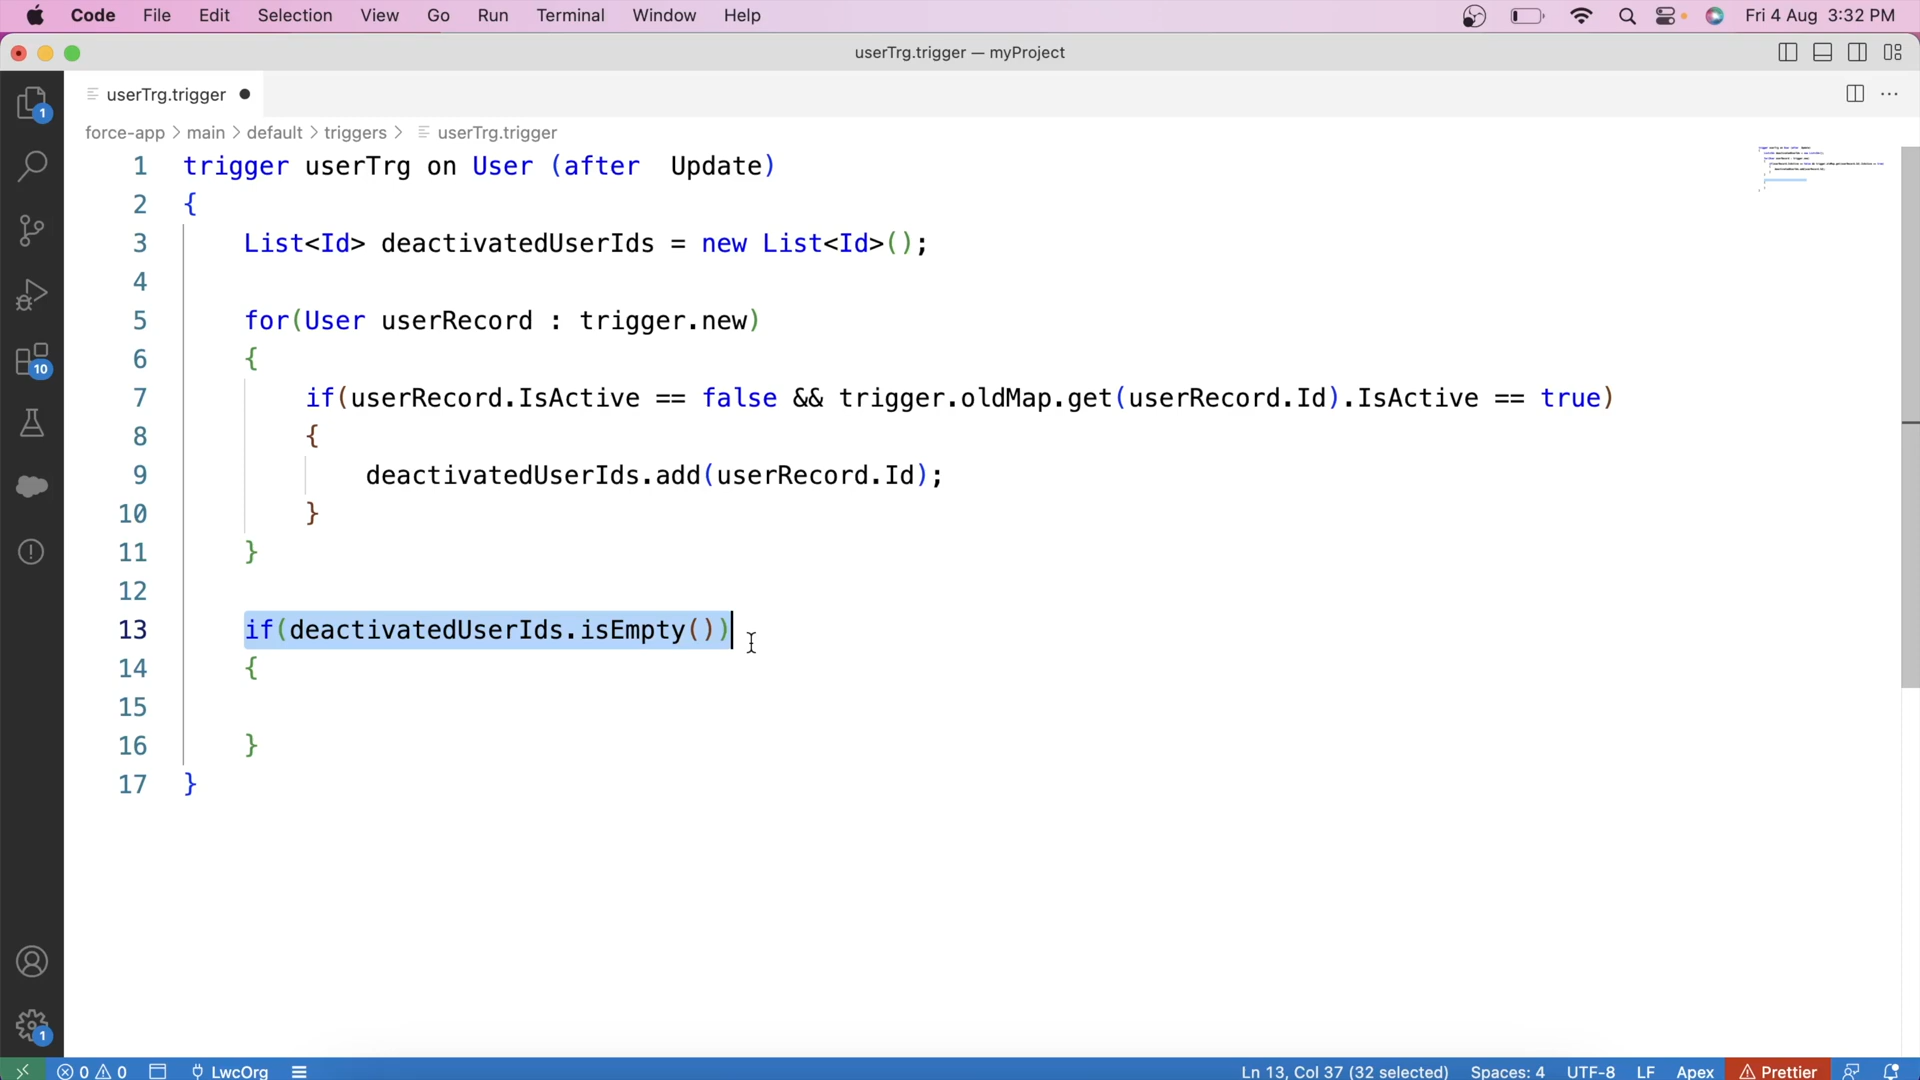 Code File Edit Selection View Go Run Terminal Window Help Fri 4 Aug 3:32 PM
userTrg.trigger — myProject
userTrg.trigger
force-app > main > default > triggers > userTrg.trigger
1 trigger userTrg on User (after  Update)
2 {
3 List<Id> deactivatedUserIds = new List<Id>();
4
5 for(User userRecord : trigger.new)
6 {
7 if(userRecord.IsActive == false && trigger.oldMap.get(userRecord.Id).IsActive == true)
8 {
9 deactivatedUserIds.add(userRecord.Id);
10 }
11 }
12
13 if(deactivatedUserIds.isEmpty())
14 {
15
16 }
17 }
1
10
1
0 0 LwcOrg Ln 13, Col 37 (32 selected) Spaces: 4 UTF-8 LF Apex Prettier